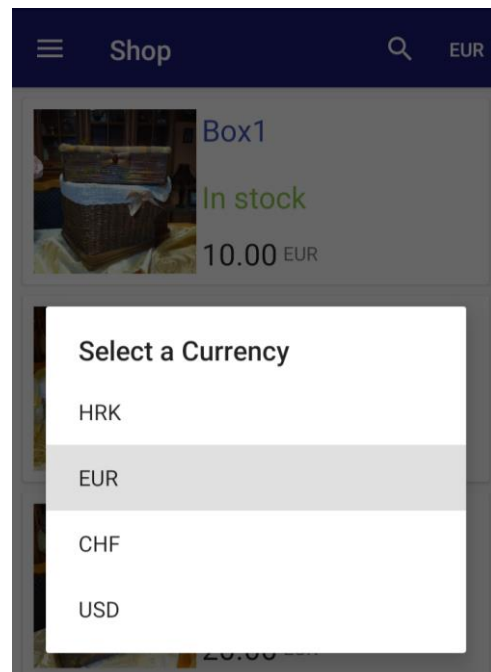 Shop EUR
Box1
In stock
10.00 EUR
Select a Currency
HRK
EUR
CHF
USD